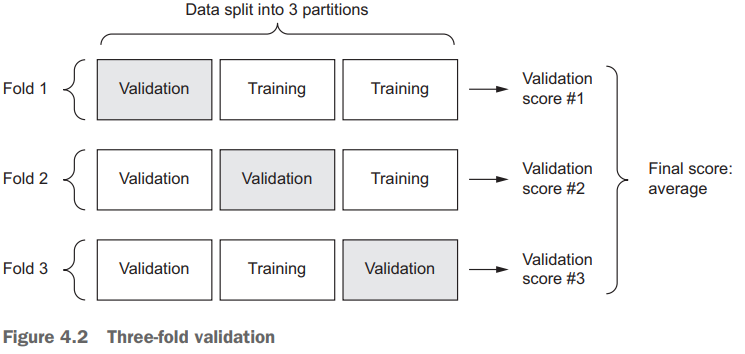 Data split into 3 partitions
Fold 1
Validation
Training
Training
Validation
score #1
Fold 2
Validation
Validation
Training
Validation
score #2
Final score:
average
Fold 3
Validation
Training
Validation
Validation
score #3
Figure 4.2 Three-fold validation